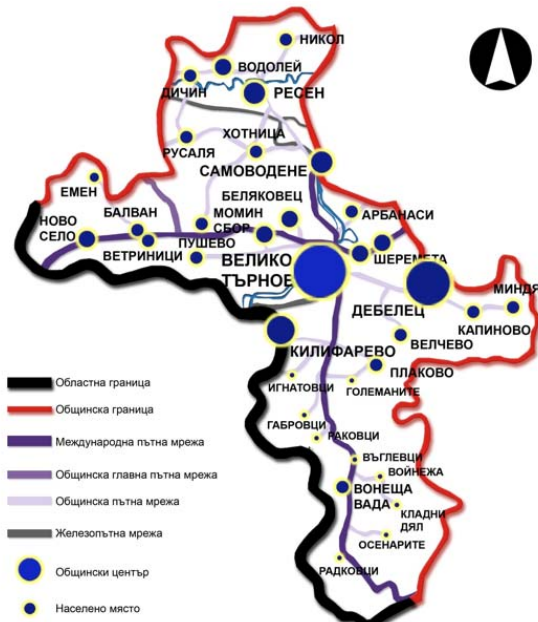 НИКОЛ
ВОДОЛЕЙ
ДИЧИН
РЕСЕН
ХОТНИЦА
РУСАЛЯ
САМОВОДЕНЕ
ЕМЕН
БЕЛЯКОВЕЦ
БАЛВАН
МОМИН
СБОР
АРБАНАСИ
НОВО
СЕЛО
ПУШЕВО
ВЕТРИНИЦИ
ВЕЛИКО
ТЪРНОВ
ШЕРЕМЕТА
МИНДЯ
ДЕБЕЛЕЦ
КАПИНОВО
ВЕЛЧЕВО
КИЛИФАРЕВО
ПЛАКОВО
ИГНАТОВЦИ
ГОЛЕМАНИТЕ
ГАБРОВЦИ
РАКОВЦИ
ВЪГЛЕВЦИ
ВОЙНЕЖА
ВОНЕЩА
ВАДА
КЛАДНИ
ДЯЛ
ОСЕНАРИТЕ
РАДКОВЦИ
Областна граница
Общинска граница
Международна пътна мрежа
Общинска главна пътна мрежа
Общинска пътна мрежа
Железопътна мрежа
Общински център
Населено място